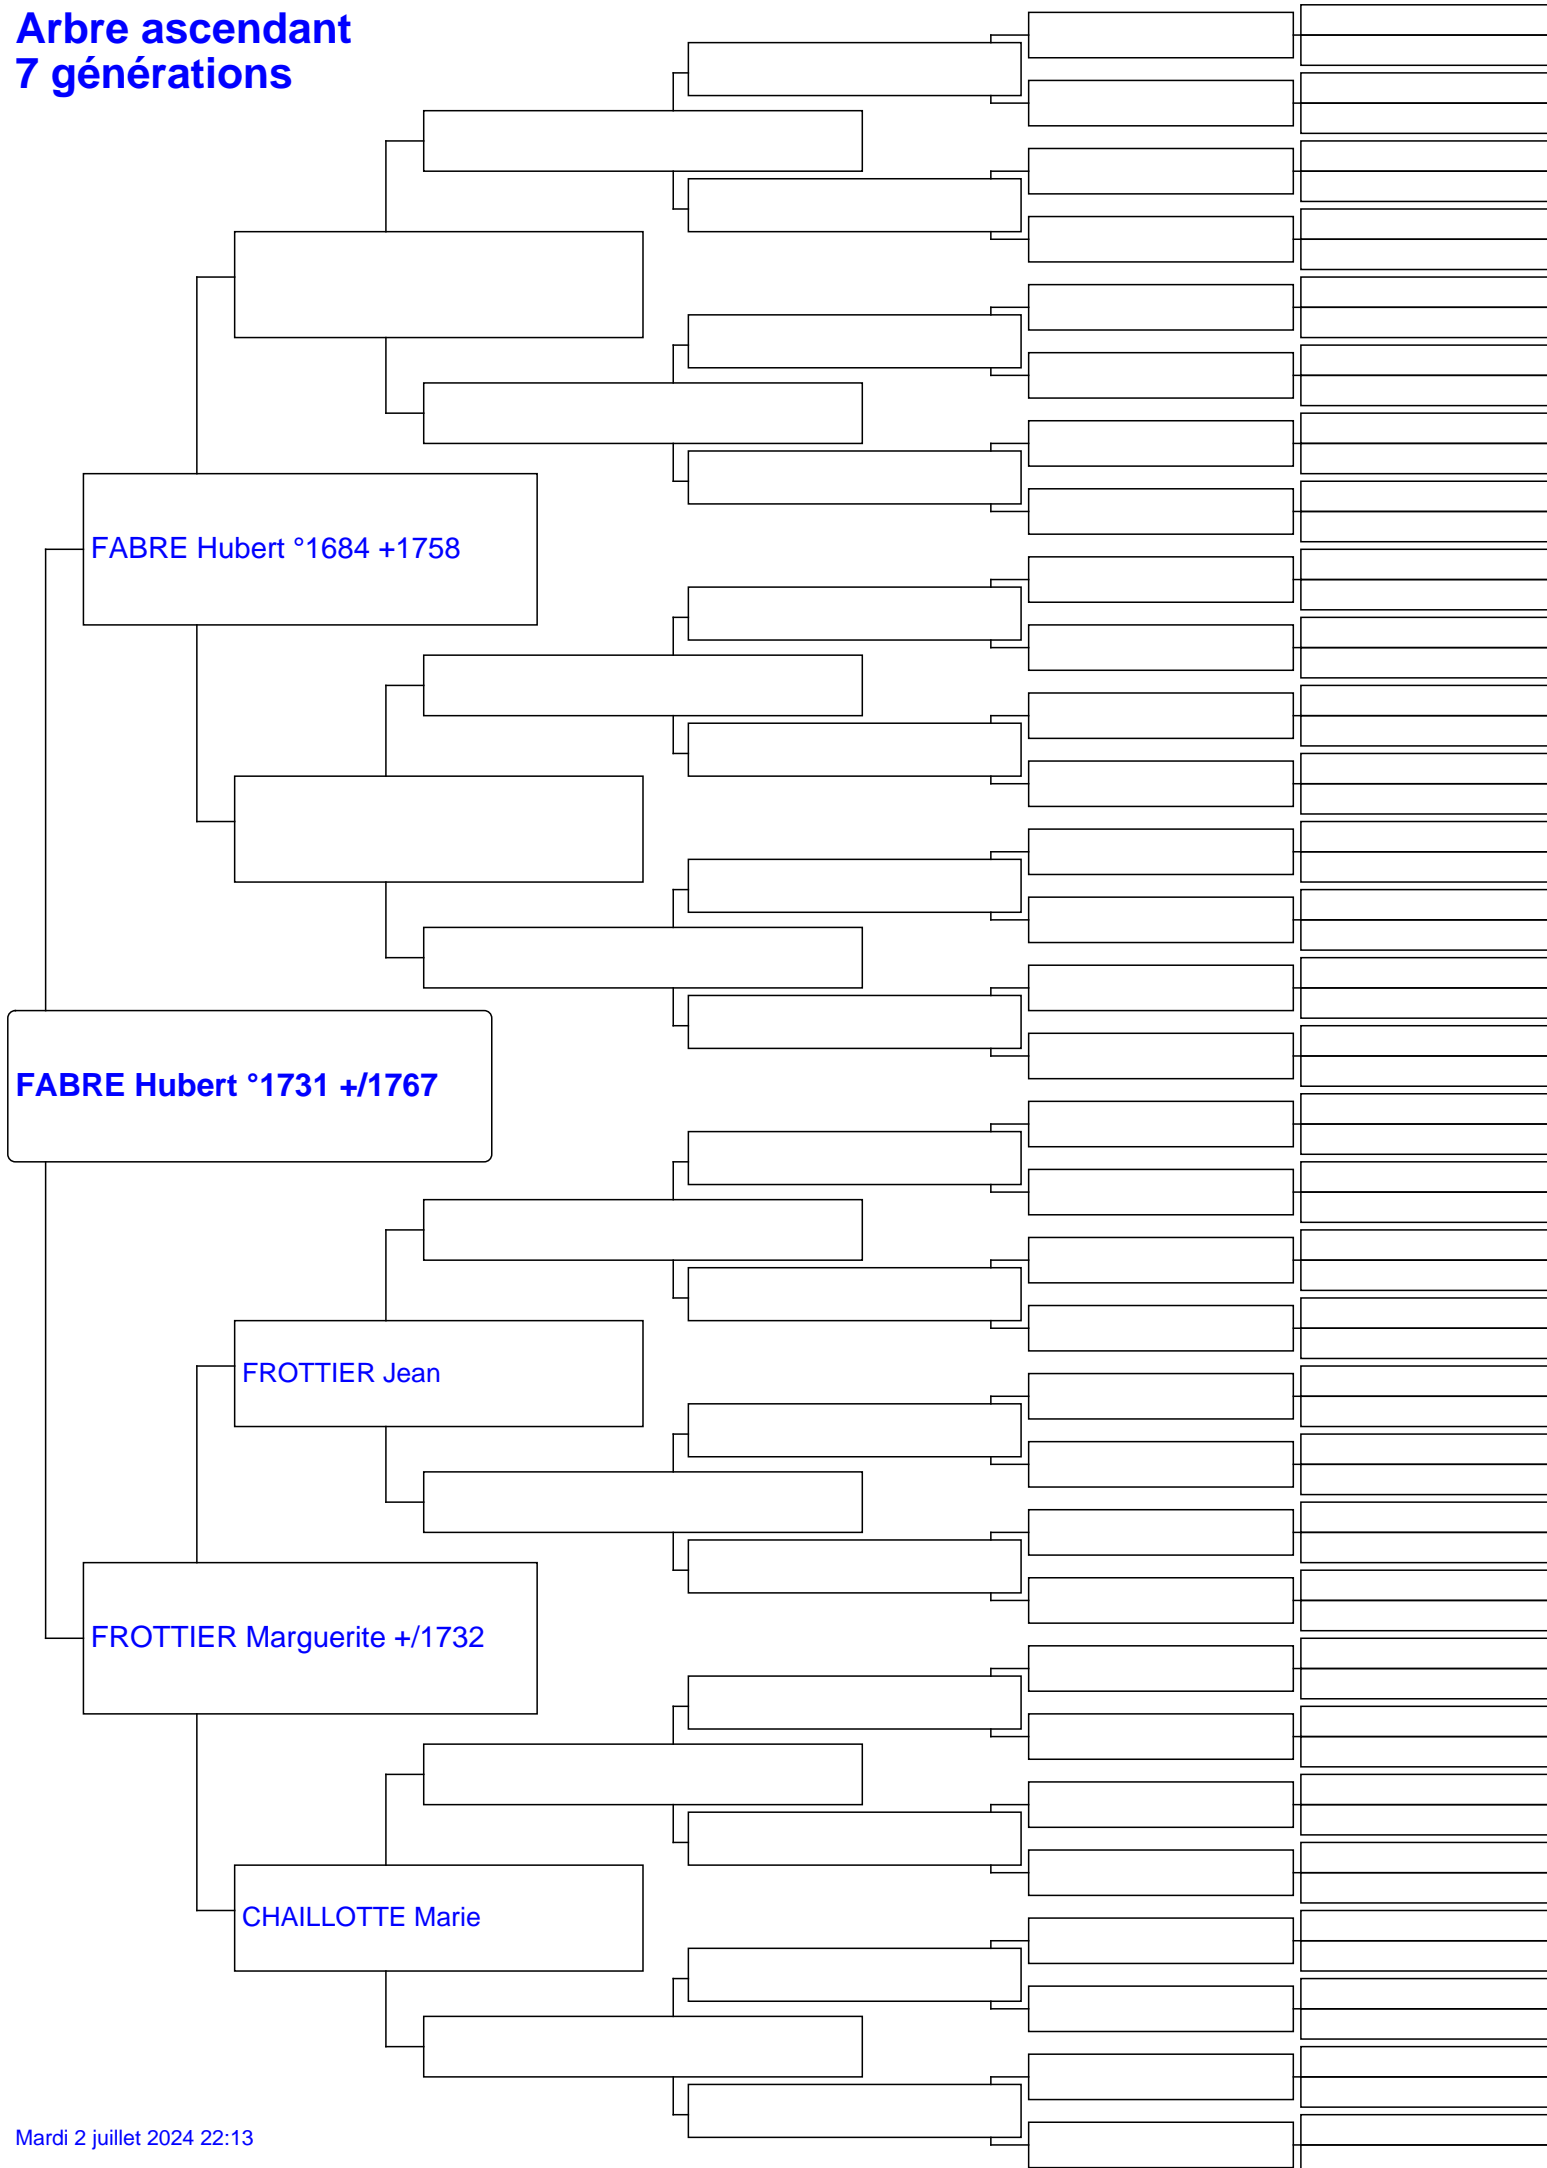 Arbre ascendant
7 générations
FABRE Hubert °1684 +1758
FABRE Hubert °1731 +/1767
FROTTIER Jean
FROTTIER Marguerite +/1732
CHAILLOTTE Marie
Mardi 2 juillet 2024 22:13